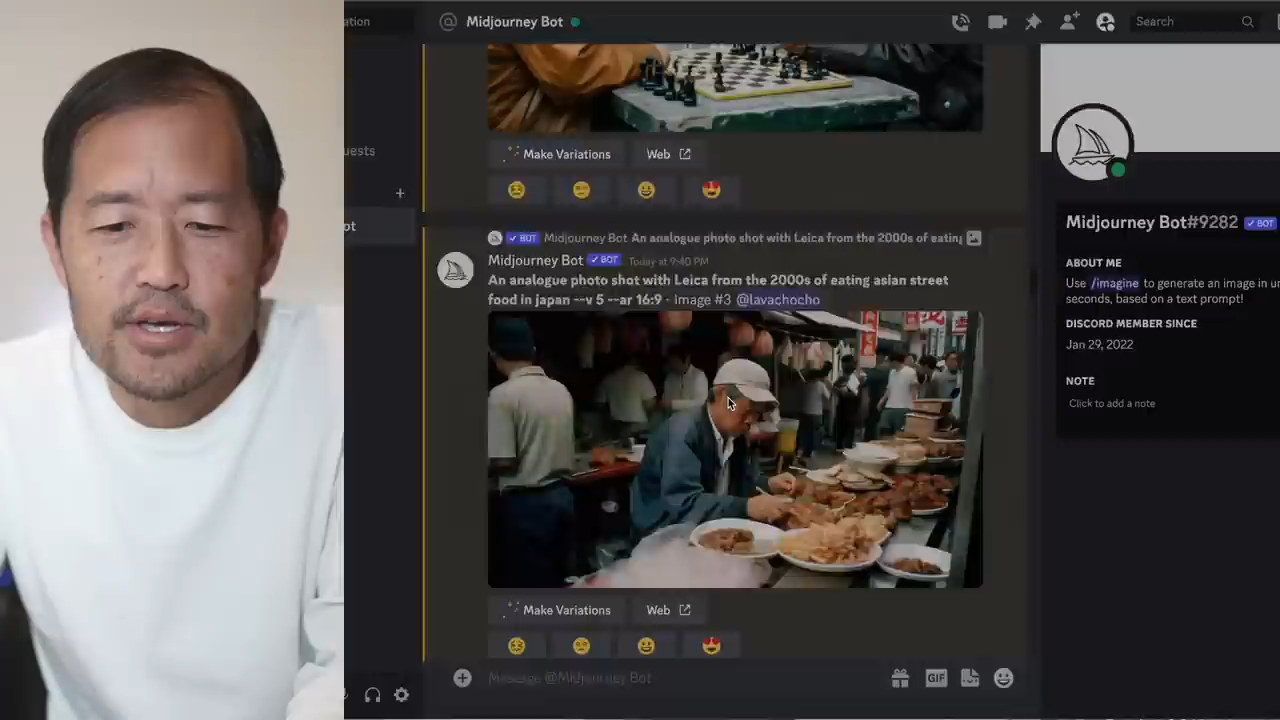 ation
Midjourney Bot
Search
uests
ot
Make Variations
Web
BOT Midjourney Bot An analogue photo shot with Leica from the 2000s of eating
Midjourney Bot BOT Today at 9:40 PM
An analogue photo shot with Leica from the 2000s of eating asian street
food in japan --v 5 --ar 16:9 - Image #3 @lavachocho
Make Variations
Web
Message @Midjourney Bot
GIF
Midjourney Bot#9282 BOT
ABOUT ME
Use /imagine to generate an image in un
seconds, based on a text prompt!
DISCORD MEMBER SINCE
Jan 29, 2022
NOTE
Click to add a note